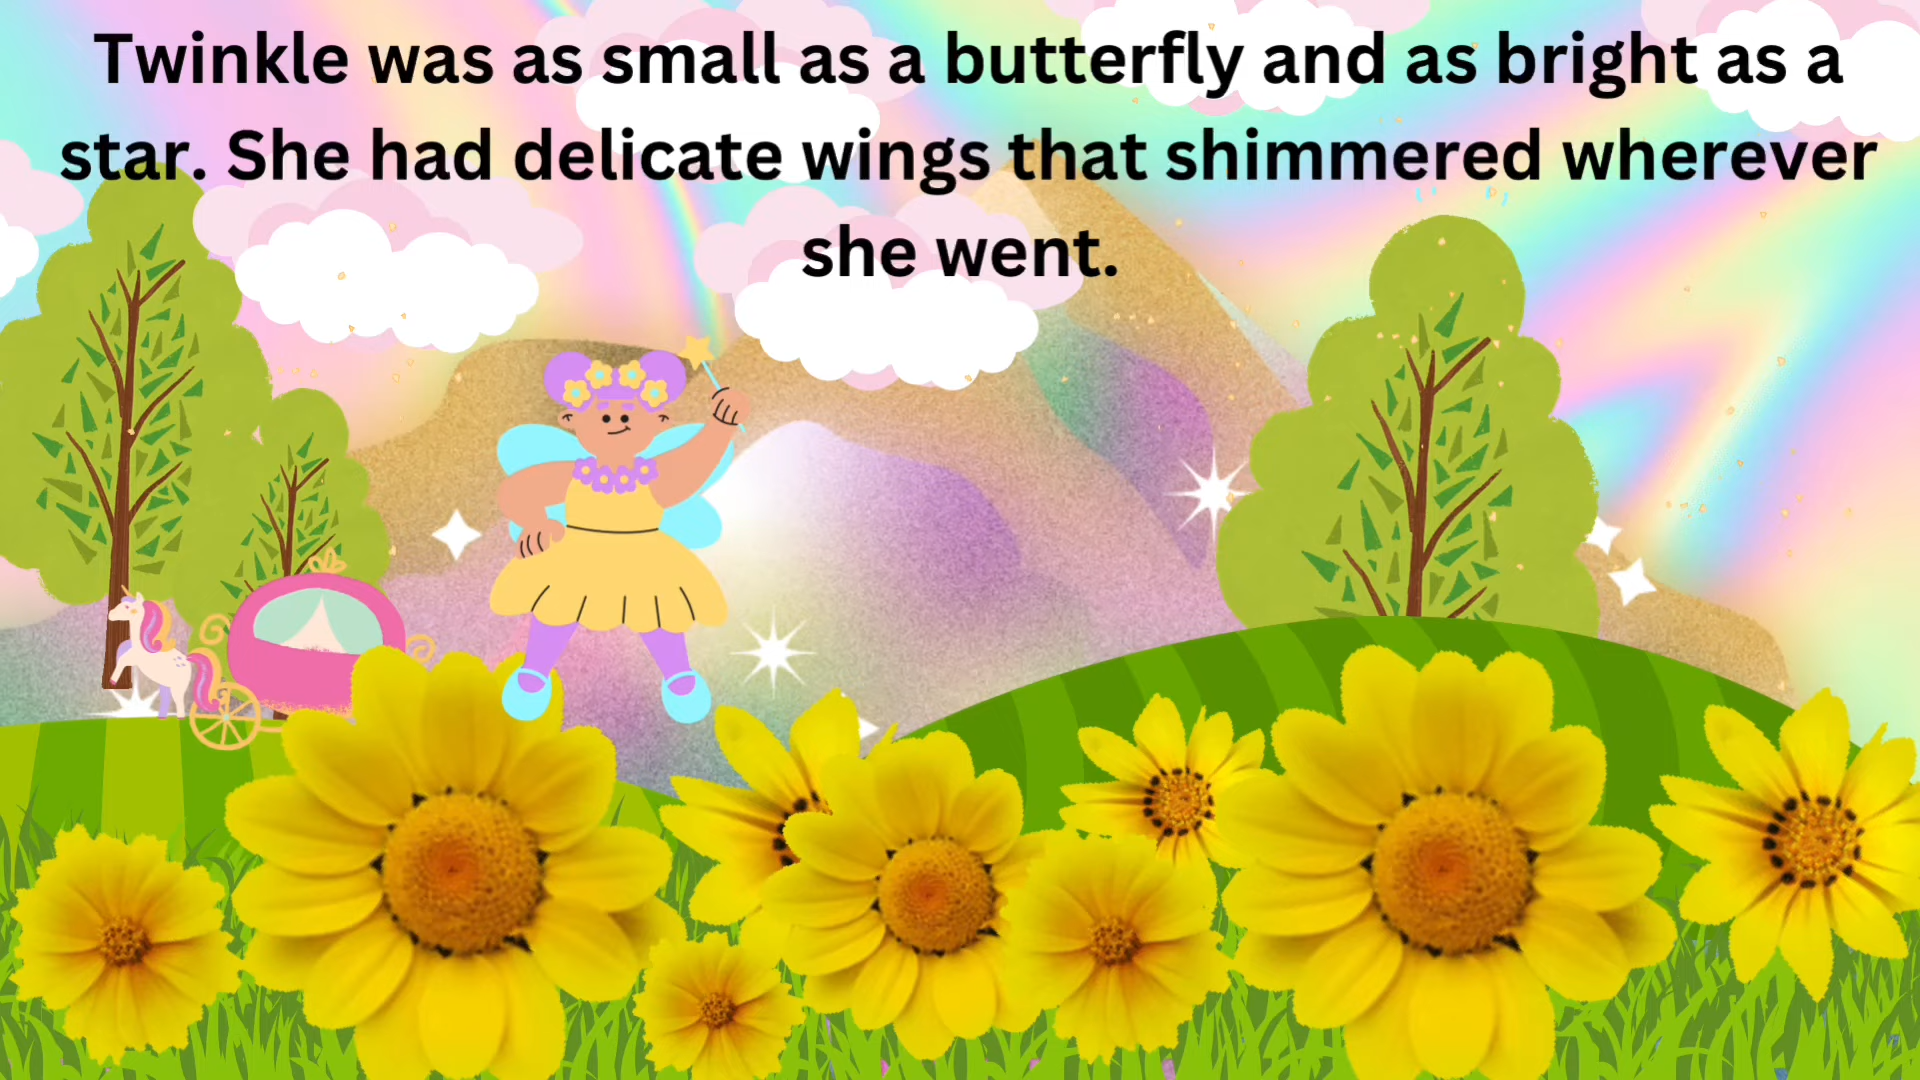 Twinkle was as small as a butterfly and as bright as a
star. She had delicate wings that shimmered wherever
she went.